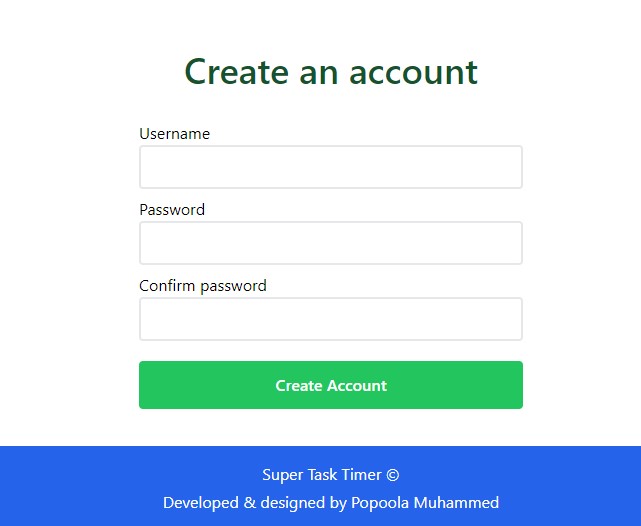 Create an account
Username
Password
Confirm password
Create Account
Super Task Timer ©
Developed & designed by Popoola Muhammed